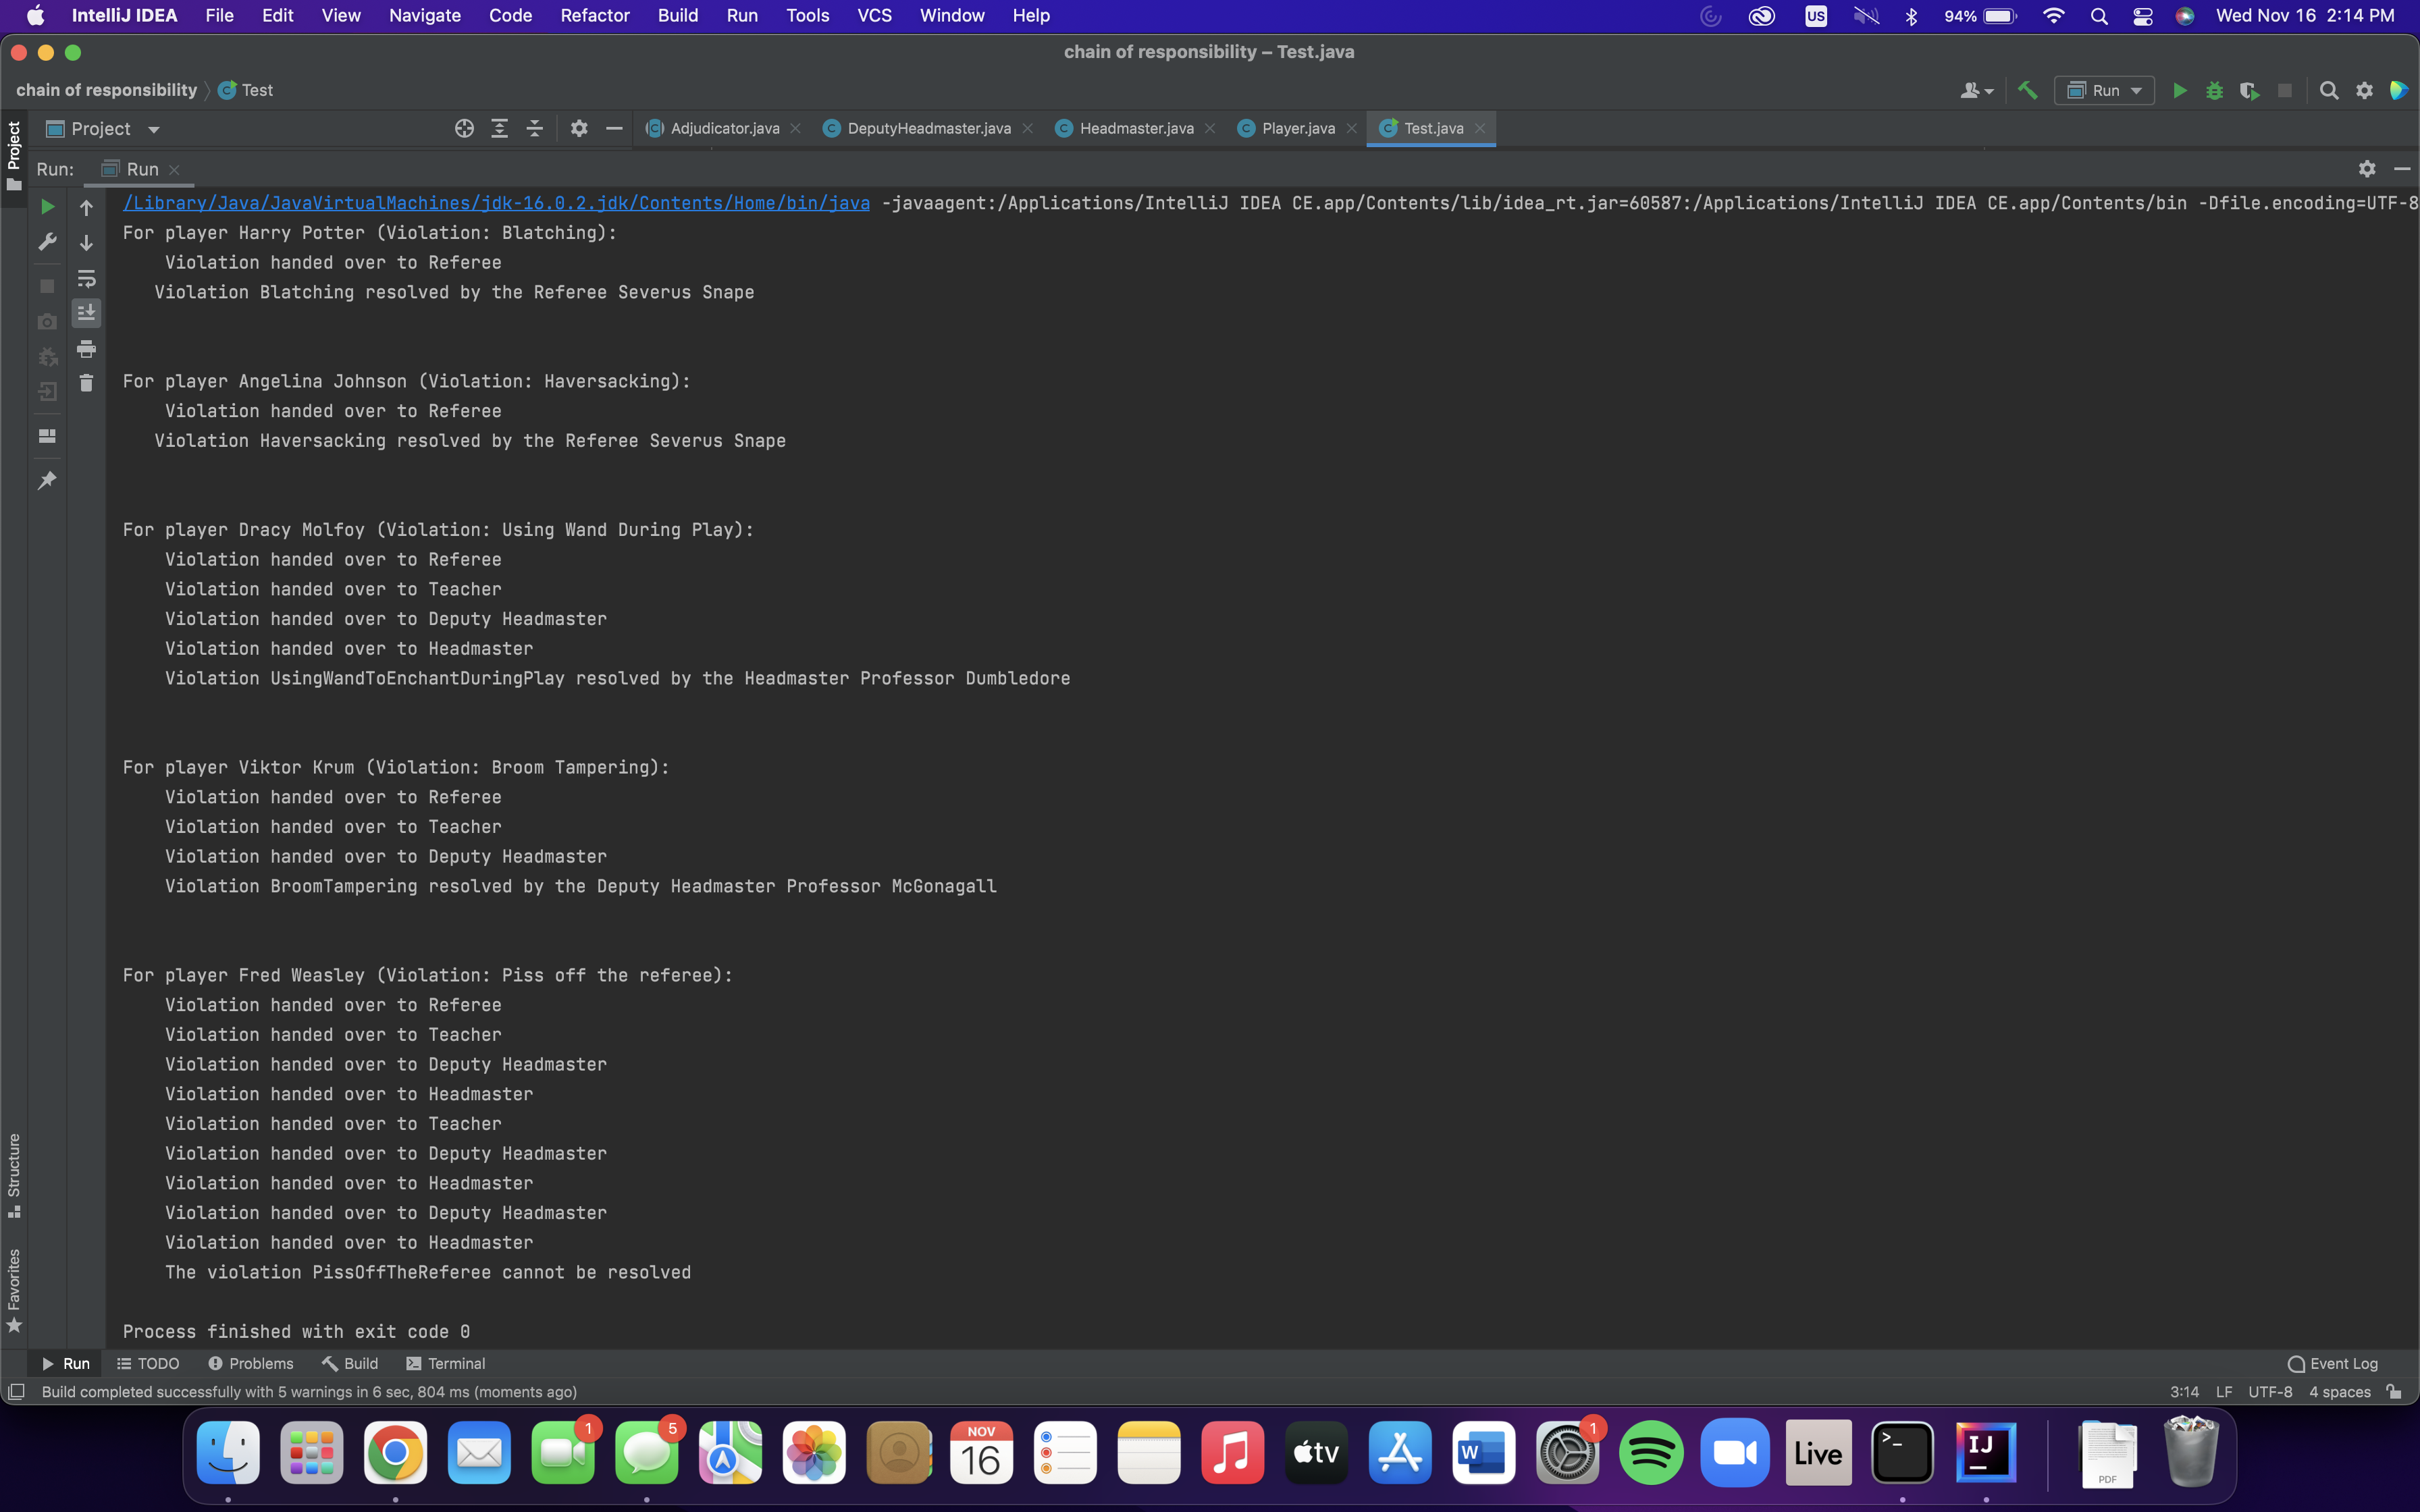 IntelliJ IDEA File Edit View Navigate Code Refactor Build Run Tools VCS Window Help US 94% Wed Nov 16 2:14 PM
chain of responsibility – Test.java
chain of responsibility Test Run
Project Adjudicator.java DeputyHeadmaster.java Headmaster.java Player.java Test.java
Project
Run: Run
/Library/Java/JavaVirtualMachines/jdk-16.0.2.jdk/Contents/Home/bin/java -javaagent:/Applications/IntelliJ IDEA CE.app/Contents/lib/idea_rt.jar=60587:/Applications/IntelliJ IDEA CE.app/Contents/bin -Dfile.encoding=UTF-8
For player Harry Potter (Violation: Blatching):
Violation handed over to Referee
Violation Blatching resolved by the Referee Severus Snape
For player Angelina Johnson (Violation: Haversacking):
Violation handed over to Referee
Violation Haversacking resolved by the Referee Severus Snape
For player Dracy Molfoy (Violation: Using Wand During Play):
Violation handed over to Referee
Violation handed over to Teacher
Violation handed over to Deputy Headmaster
Violation handed over to Headmaster
Violation UsingWandToEnchantDuringPlay resolved by the Headmaster Professor Dumbledore
For player Viktor Krum (Violation: Broom Tampering):
Violation handed over to Referee
Violation handed over to Teacher
Violation handed over to Deputy Headmaster
Violation BroomTampering resolved by the Deputy Headmaster Professor McGonagall
For player Fred Weasley (Violation: Piss off the referee):
Violation handed over to Referee
Violation handed over to Teacher
Violation handed over to Deputy Headmaster
Violation handed over to Headmaster
Violation handed over to Teacher
Violation handed over to Deputy Headmaster
Violation handed over to Headmaster
Violation handed over to Deputy Headmaster
Violation handed over to Headmaster
The violation PissOffTheReferee cannot be resolved
Process finished with exit code 0
Structure
Favorites
Run TODO Problems Build Terminal Event Log
Build completed successfully with 5 warnings in 6 sec, 804 ms (moments ago) 3:14 LF UTF-8 4 spaces
1 5 NOV 16 tv W 1 Live >_ IJ PDF